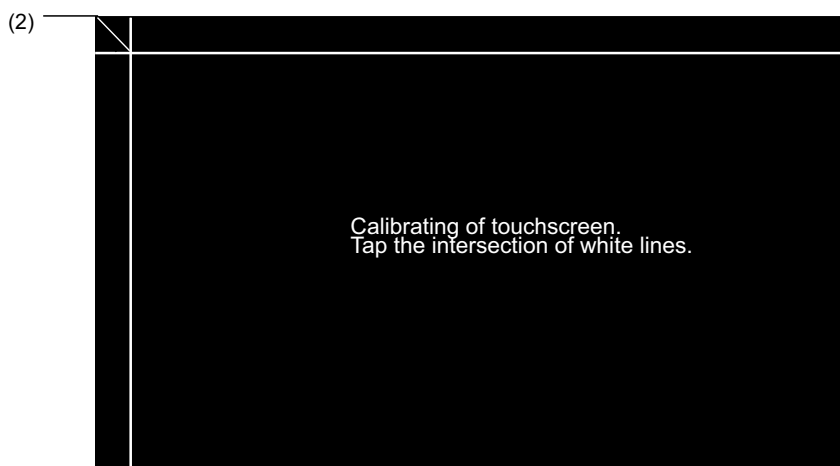 (2)
Calibrating of touchscreen.
Tap the intersection of white lines.